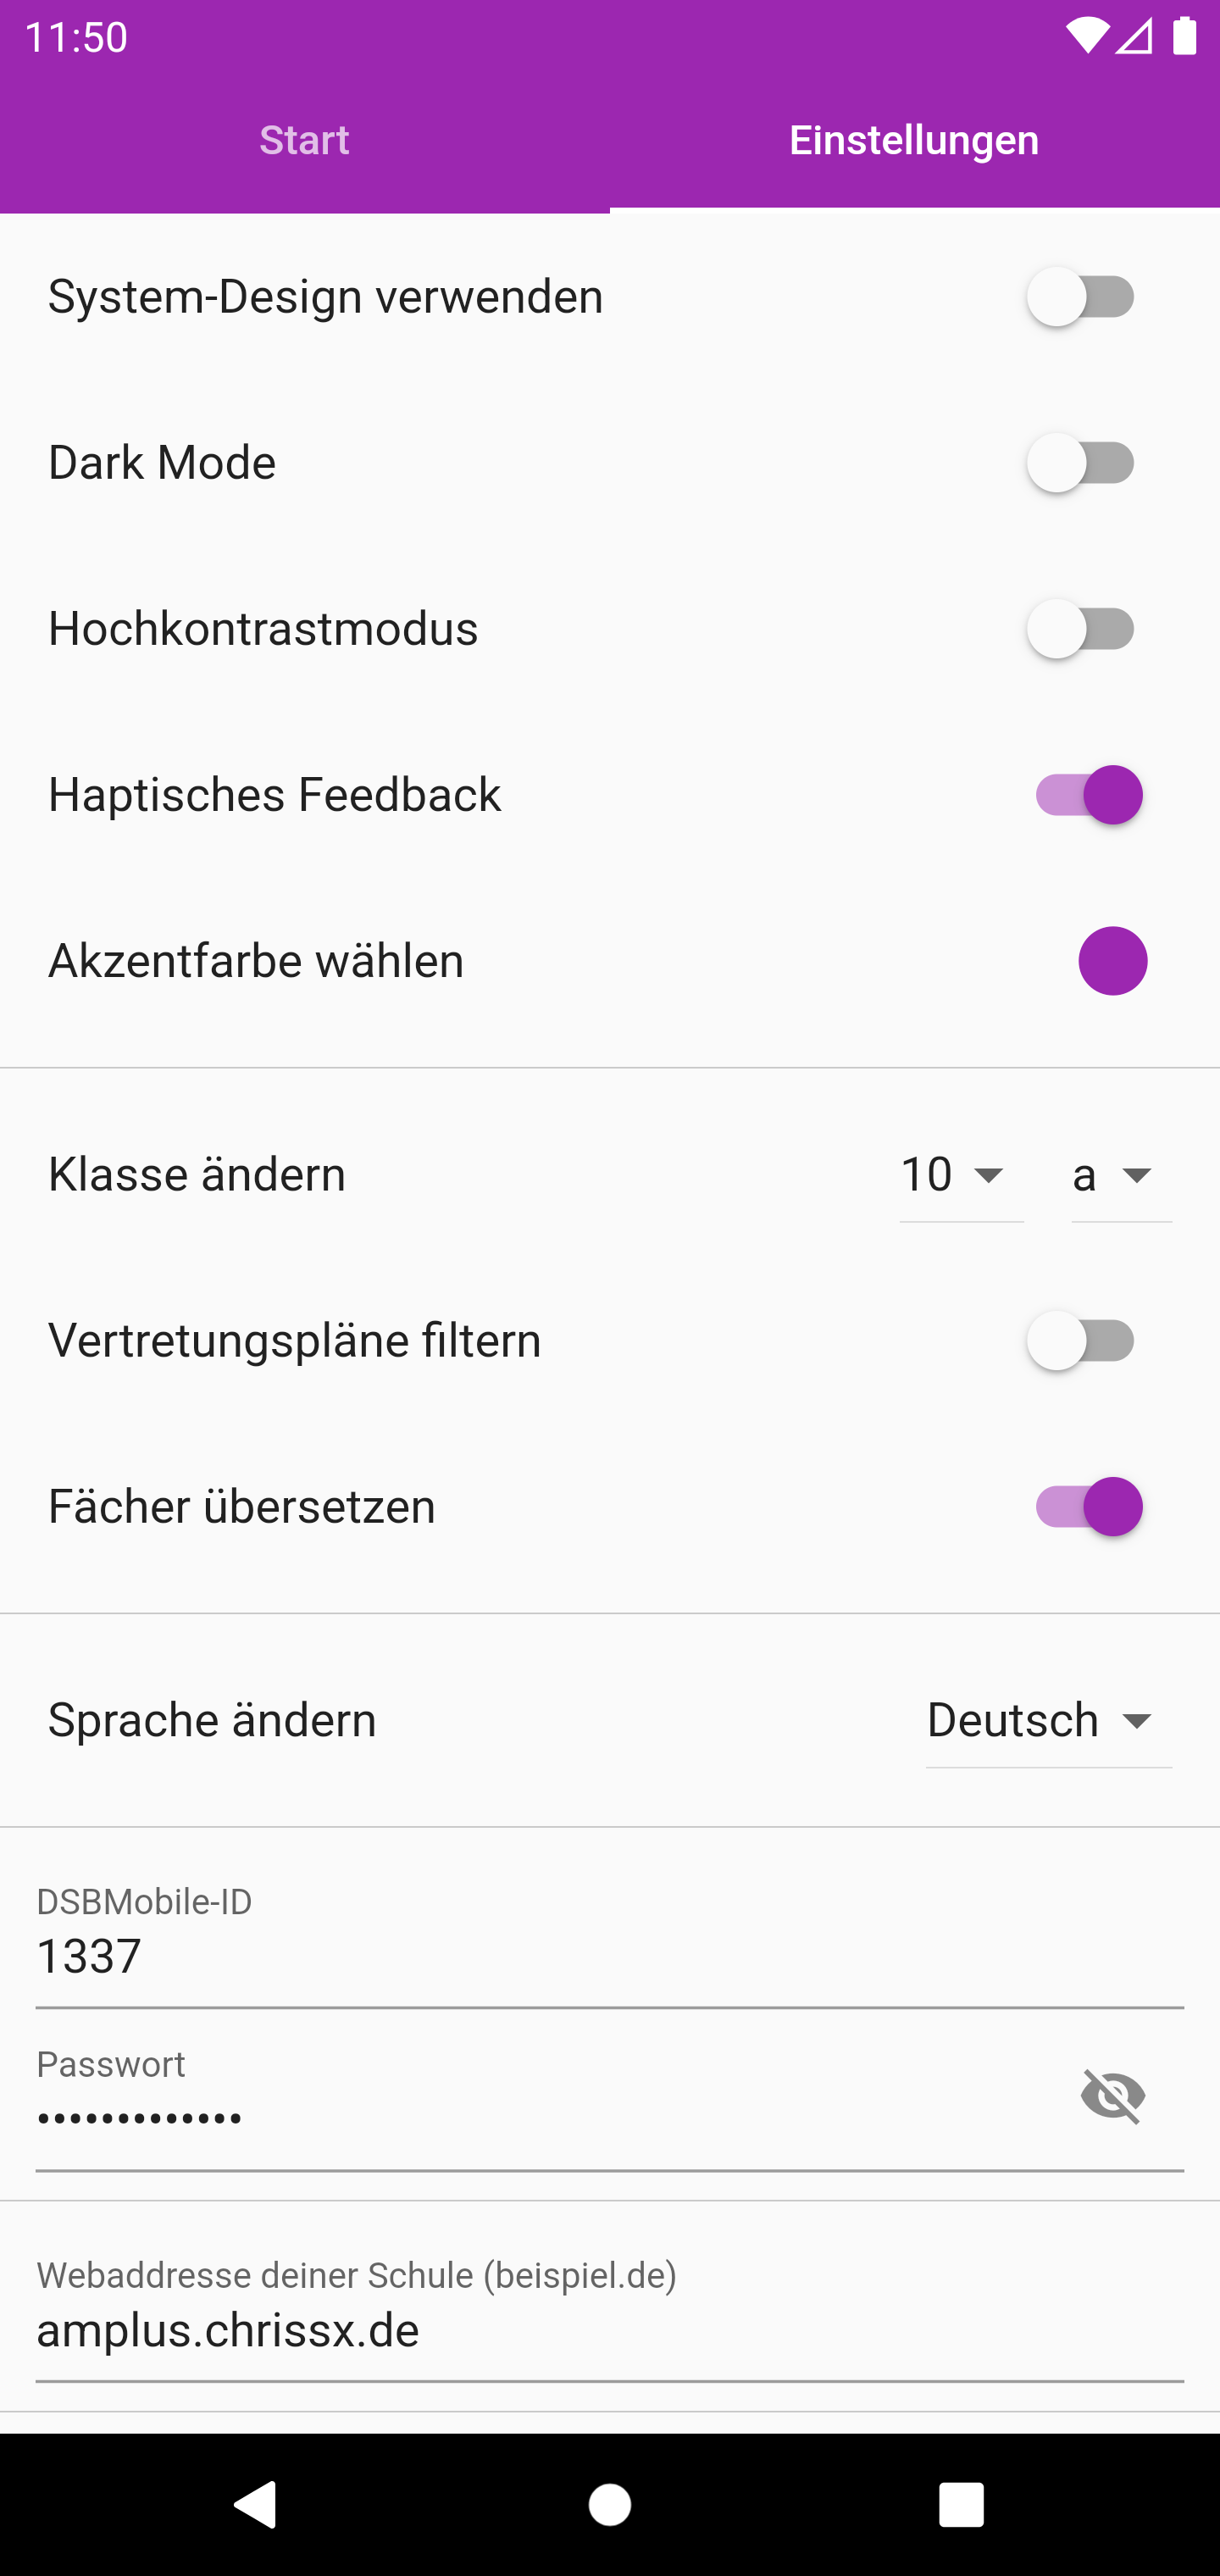 11:50
Start Einstellungen
System-Design verwenden
Dark Mode
Hochkontrastmodus
Haptisches Feedback
Akzentfarbe wählen
Klasse ändern 10 a
Vertretungspläne filtern
Fächer übersetzen
Sprache ändern Deutsch
DSBMobile-ID
1337
Passwort
•••••••••••••
Webaddresse deiner Schule (beispiel.de)
amplus.chrissx.de